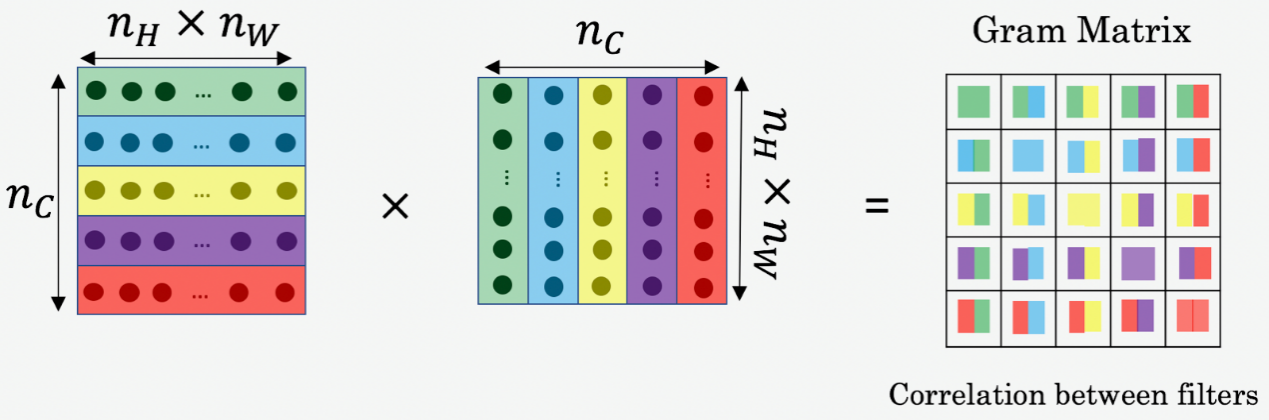 n_H × n_W
n_C
...
...
...
...
...
×
n_C
n_H × n_W
...
...
...
...
...
=
Gram Matrix
Correlation between filters